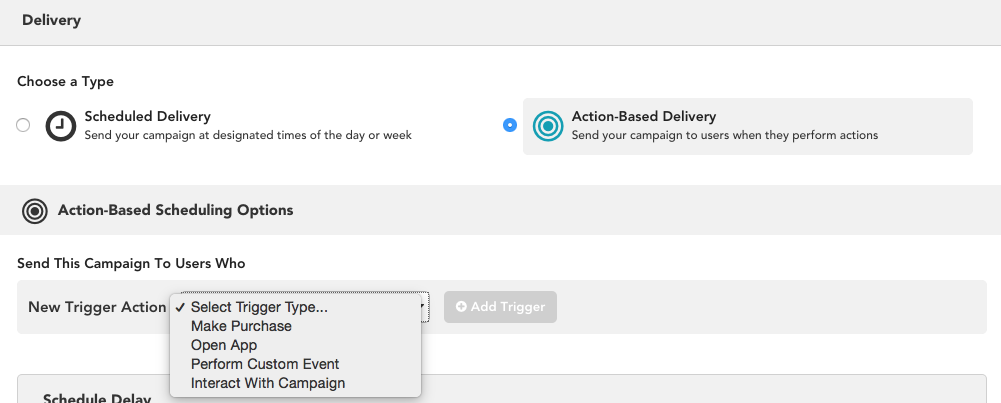 Delivery
Choose a Type
Scheduled Delivery
Send your campaign at designated times of the day or week
Action-Based Delivery
Send your campaign to users when they perform actions
Action-Based Scheduling Options
Send This Campaign To Users Who
New Trigger Action
✓ Select Trigger Type...
Make Purchase
Open App
Perform Custom Event
Interact With Campaign
Add Trigger
Schedule Delay